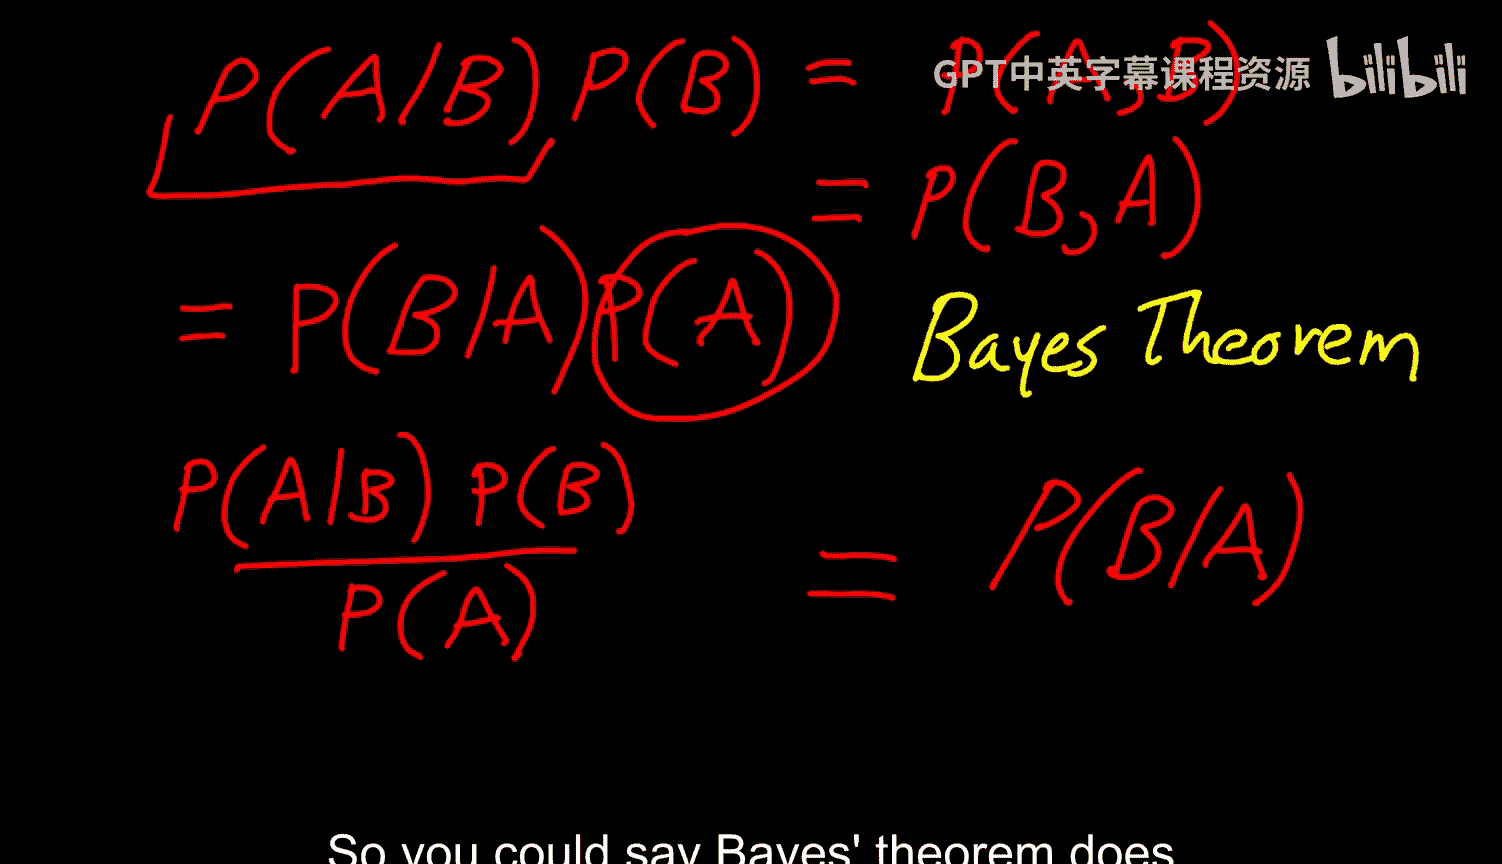 P(A/B) P(B) = P(A,B)
GPT中英字幕课程资源 bilibili
= P(B,A)
= P(B/A) P(A)
Bayes Theorem
P(A/B) P(B)
P(A)
= P(B/A)
So you could say Bayes' theorem does